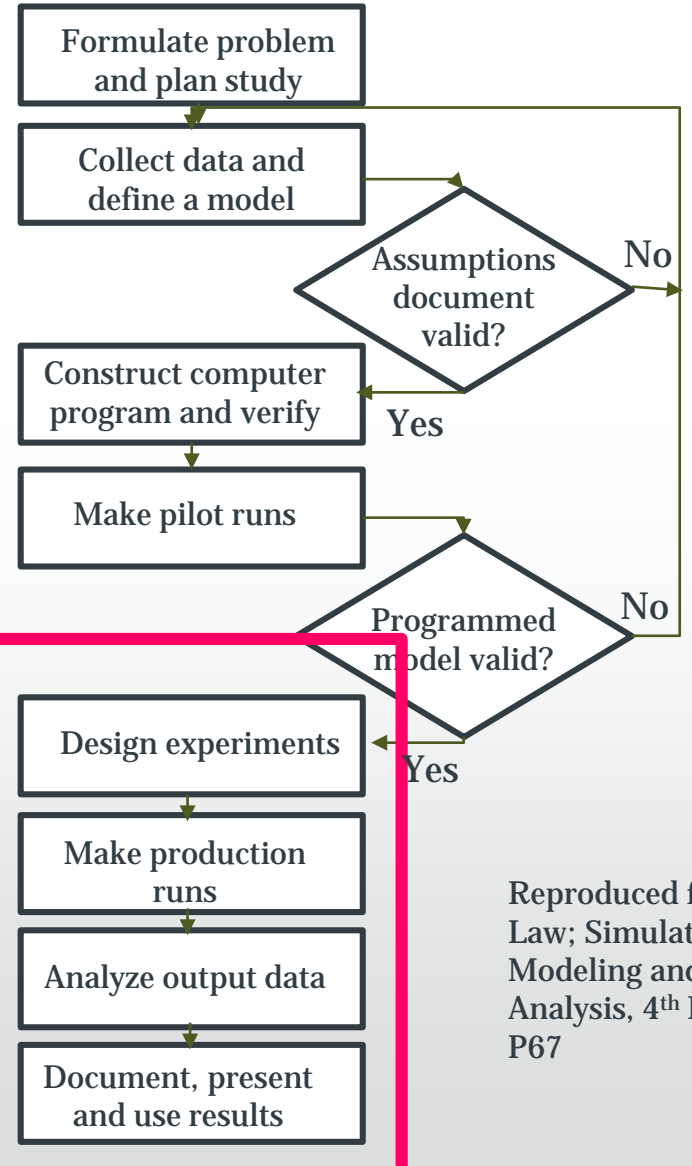 Formulate problem
and plan study
Collect data and
define a model
Assumptions
document
valid?
No
Construct computer
program and verify
Yes
Make pilot runs
Programmed
model valid?
No
Design experiments
Yes
Make production
runs
Analyze output data
Document, present
and use results
Reproduced
Law;
Modeling
Analysis, 4th
P67